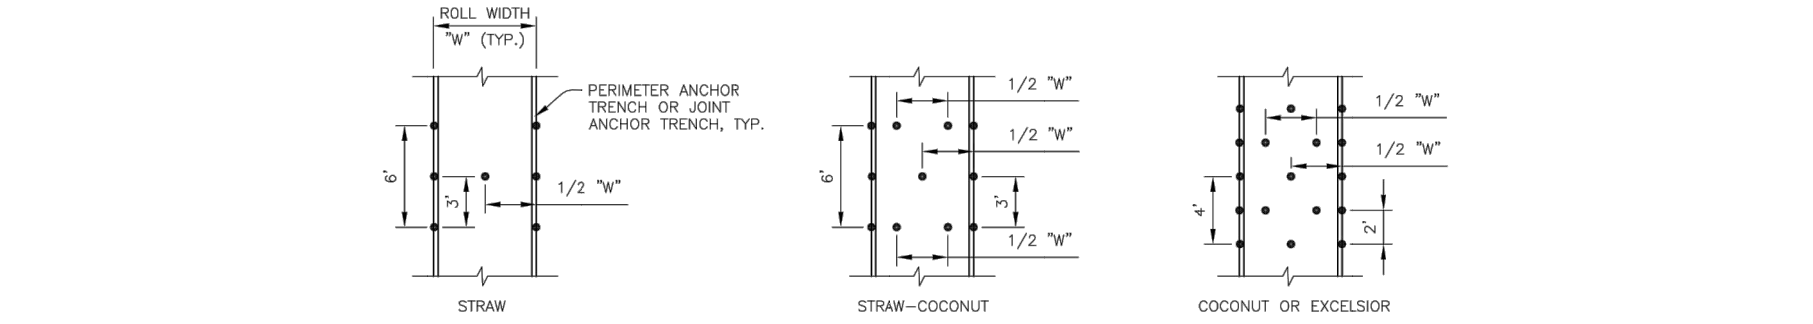 ROLL WIDTH
"W" (TYP.)
PERIMETER ANCHOR
TRENCH OR JOINT
ANCHOR TRENCH, TYP.
6'
3'
1/2 "W"
STRAW
1/2 "W"
1/2 "W"
6'
3'
1/2 "W"
STRAW-COCONUT
1/2 "W"
1/2 "W"
4'
2'
COCONUT OR EXCELSIOR